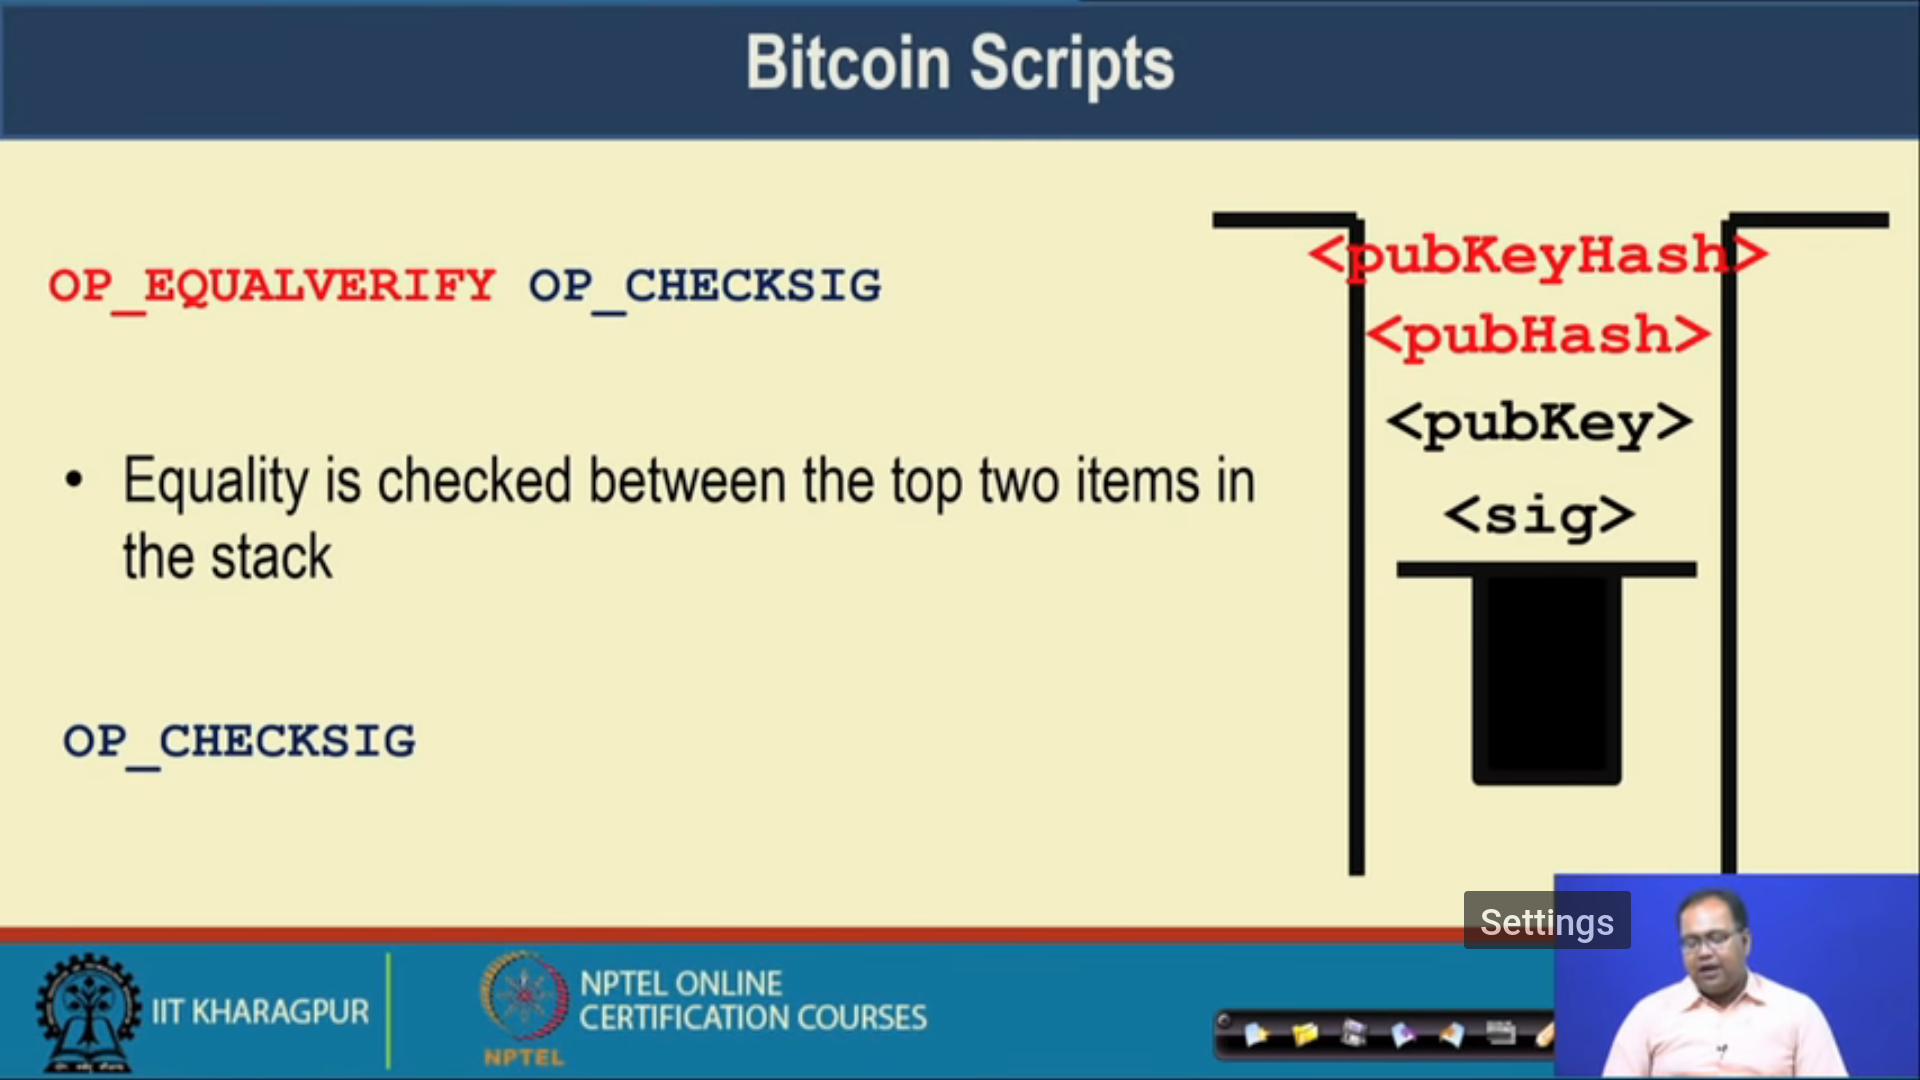 Bitcoin Scripts
OP_EQUALVERIFY OP_CHECKSIG
• Equality is checked between the top two items in
the stack
OP_CHECKSIG
<pubKeyHash>
<pubHash>
<pubKey>
<sig>
Settings
IIT KHARAGPUR
NPTEL
NPTEL ONLINE
CERTIFICATION COURSES